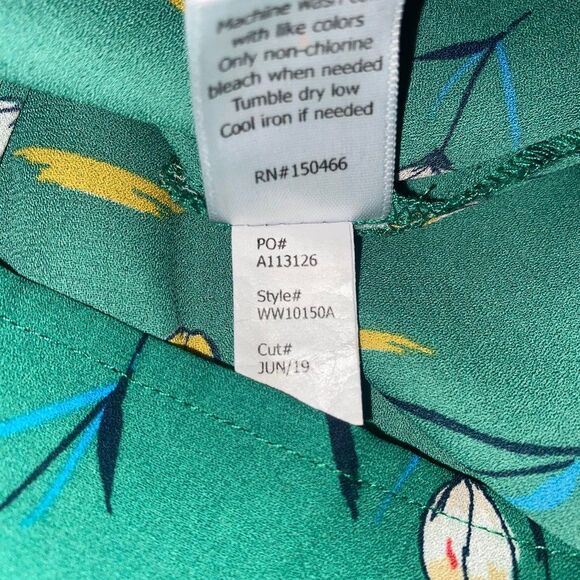 Machine wash
with like colors
Only non-chlorine
bleach when needed
Tumble dry low
Cool iron if needed
RN#150466
PO#
A113126
Style#
WW10150A
Cut#
JUN/19